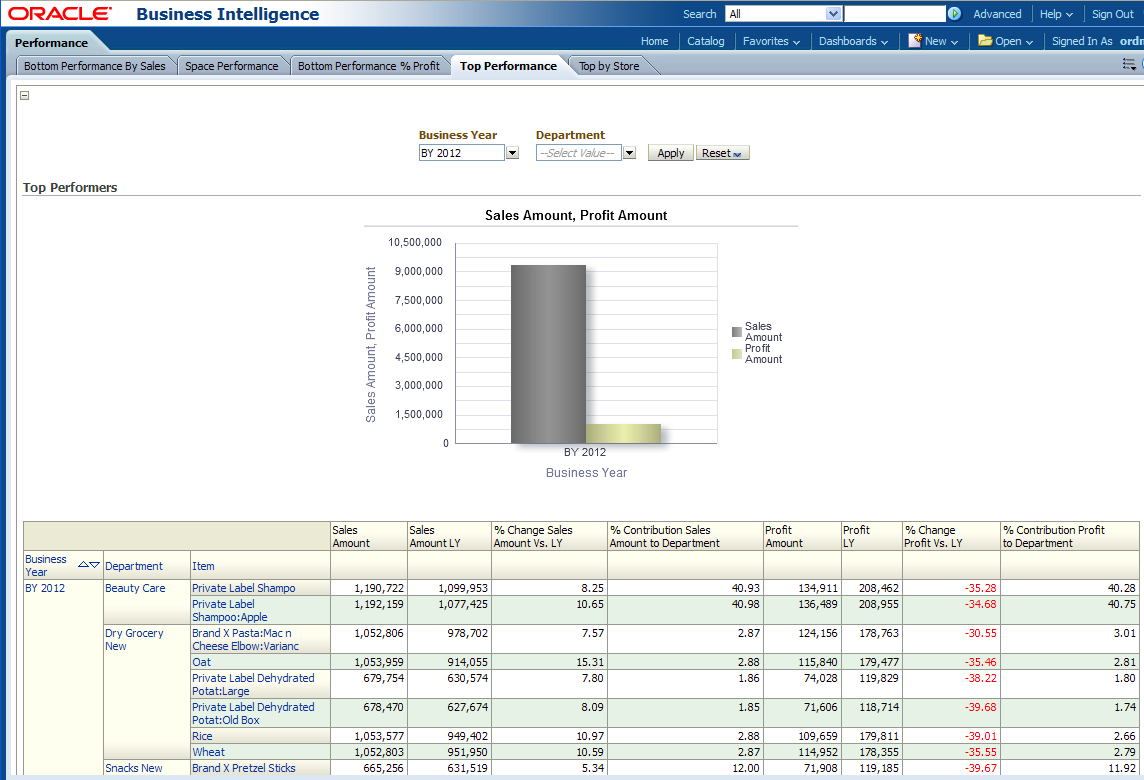 ORACLE Business Intelligence
Search All Advanced Help Sign Out
Performance
Home Catalog Favorites Dashboards New Open Signed In As
Bottom Performance By Sales Space Performance Bottom Performance % Profit Top Performance Top by Store
Business Year Department
BY 2012 --Select Value-- Apply Reset
Top Performers
Sales Amount, Profit Amount
Sales Amount, Profit Amount
10,500,000
9,000,000
7,500,000
6,000,000
4,500,000
3,000,000
1,500,000
0
Sales
Amount
Profit
Amount
BY 2012
Business Year
Sales Amount Sales Amount LY % Change Sales Amount Vs. LY % Contribution Sales Amount to Department Profit Amount Profit LY % Change Profit Vs. LY % Contribution Profit to Department
Business Year Department Item
BY 2012 Beauty Care Private Label Shampo 1,190,722 1,099,953 8.25 40.93 134,911 208,462 -35.28 40.28
Private Label Shampoo:Apple 1,192,159 1,077,425 10.65 40.98 136,489 208,955 -34.68 40.75
Dry Grocery New Brand X Pasta:Mac n Cheese Elbow:Varianc 1,052,806 978,702 7.57 2.87 124,156 178,763 -30.55 3.01
Oat 1,053,959 914,055 15.31 2.88 115,840 179,477 -35.46 2.81
Private Label Dehydrated Potat:Large 679,754 630,574 7.80 1.86 74,028 119,829 -38.22 1.80
Private Label Dehydrated Potat:Old Box 678,470 627,674 8.09 1.85 71,606 118,714 -39.68 1.74
Rice 1,053,577 949,402 10.97 2.88 109,659 179,811 -39.01 2.66
Wheat 1,052,803 951,950 10.59 2.87 114,952 178,355 -35.55 2.79
Snacks New Brand X Pretzel Sticks 665,256 631,519 5.34 12.00 71,908 119,185 -39.67 11.92